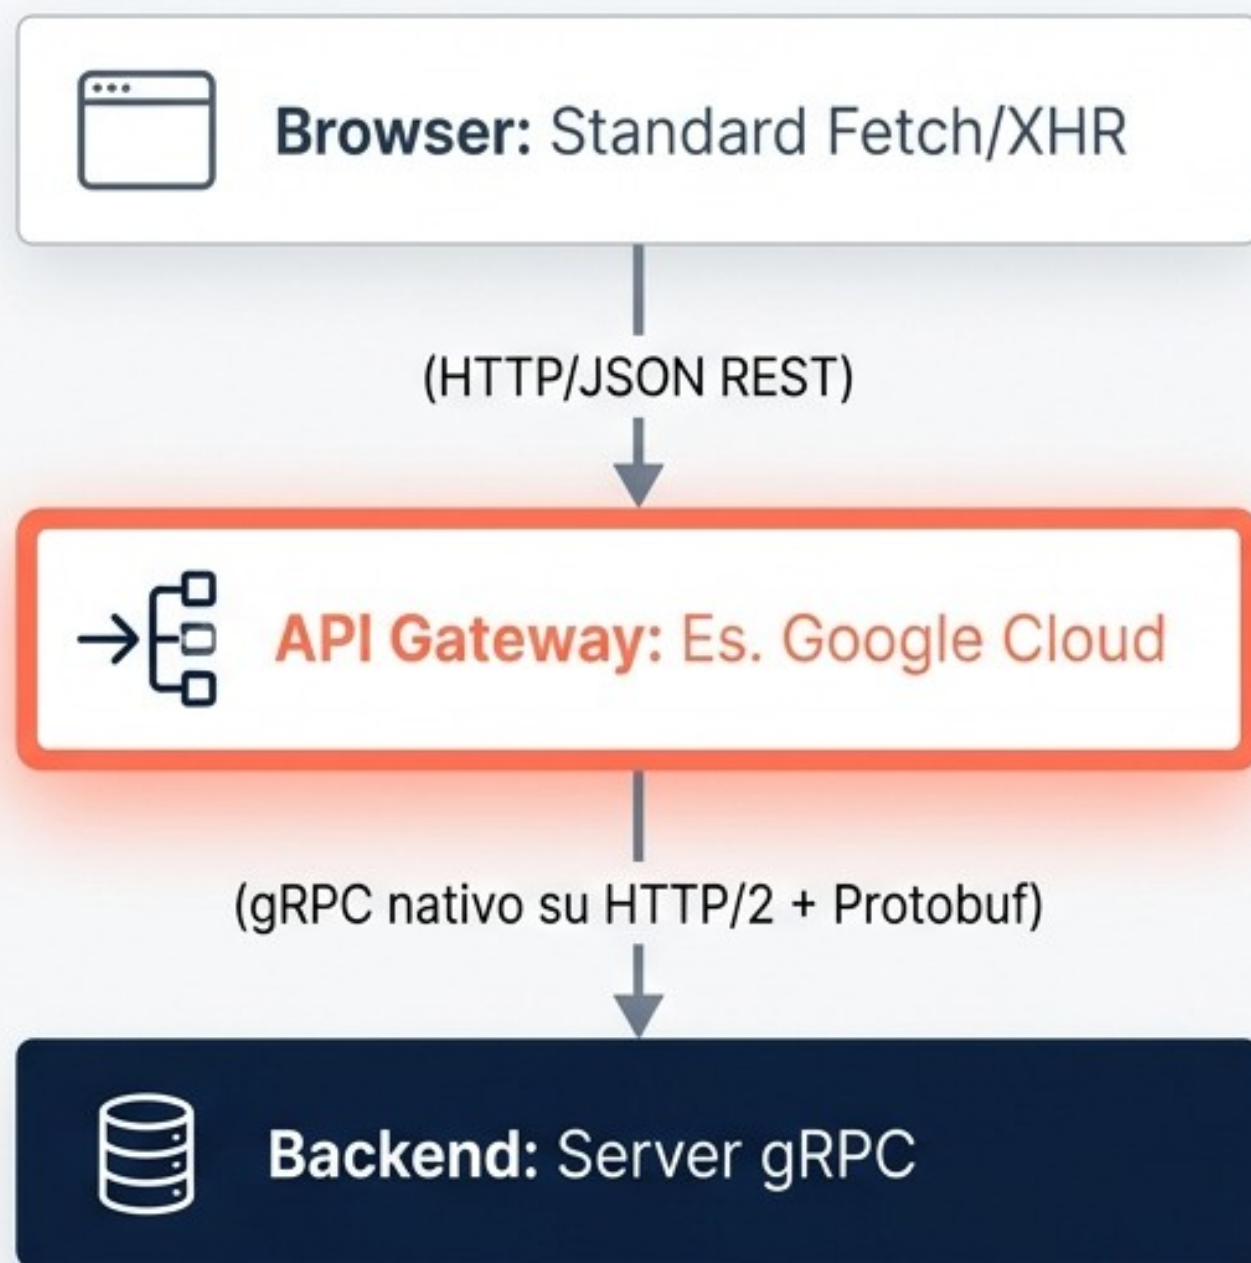 Browser: Standard Fetch/XHR
(HTTP/JSON REST)
API Gateway: Es. Google Cloud
(gRPC nativo su HTTP/2 + Protobuf)
Backend: Server gRPC